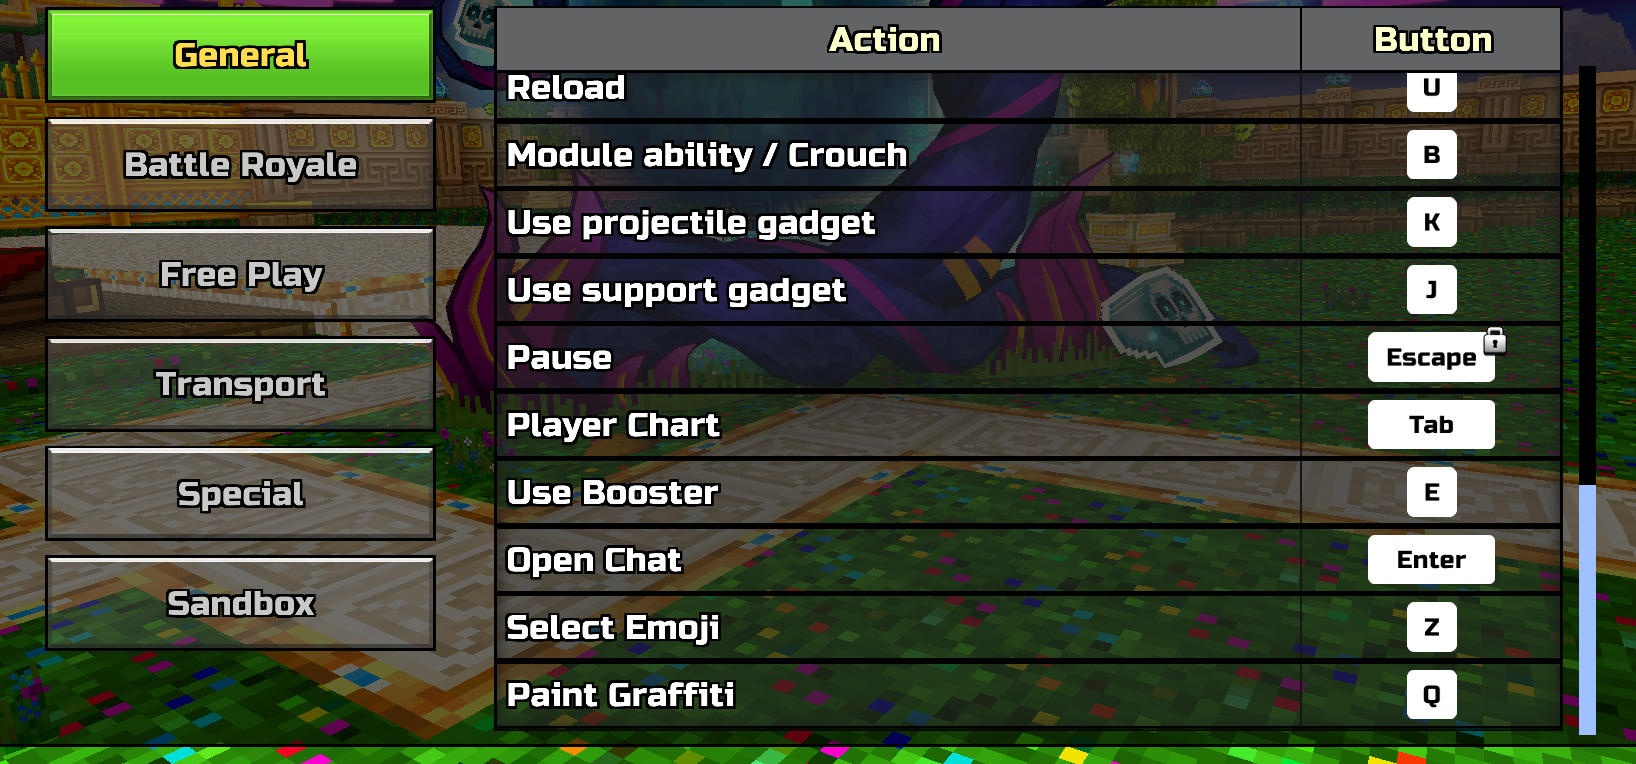 General
Battle Royale
Free Play
Transport
Special
Sandbox
Action Button
Reload U
Module ability / Crouch B
Use projectile gadget K
Use support gadget J
Pause Escape
Player Chart Tab
Use Booster E
Open Chat Enter
Select Emoji Z
Paint Graffiti Q